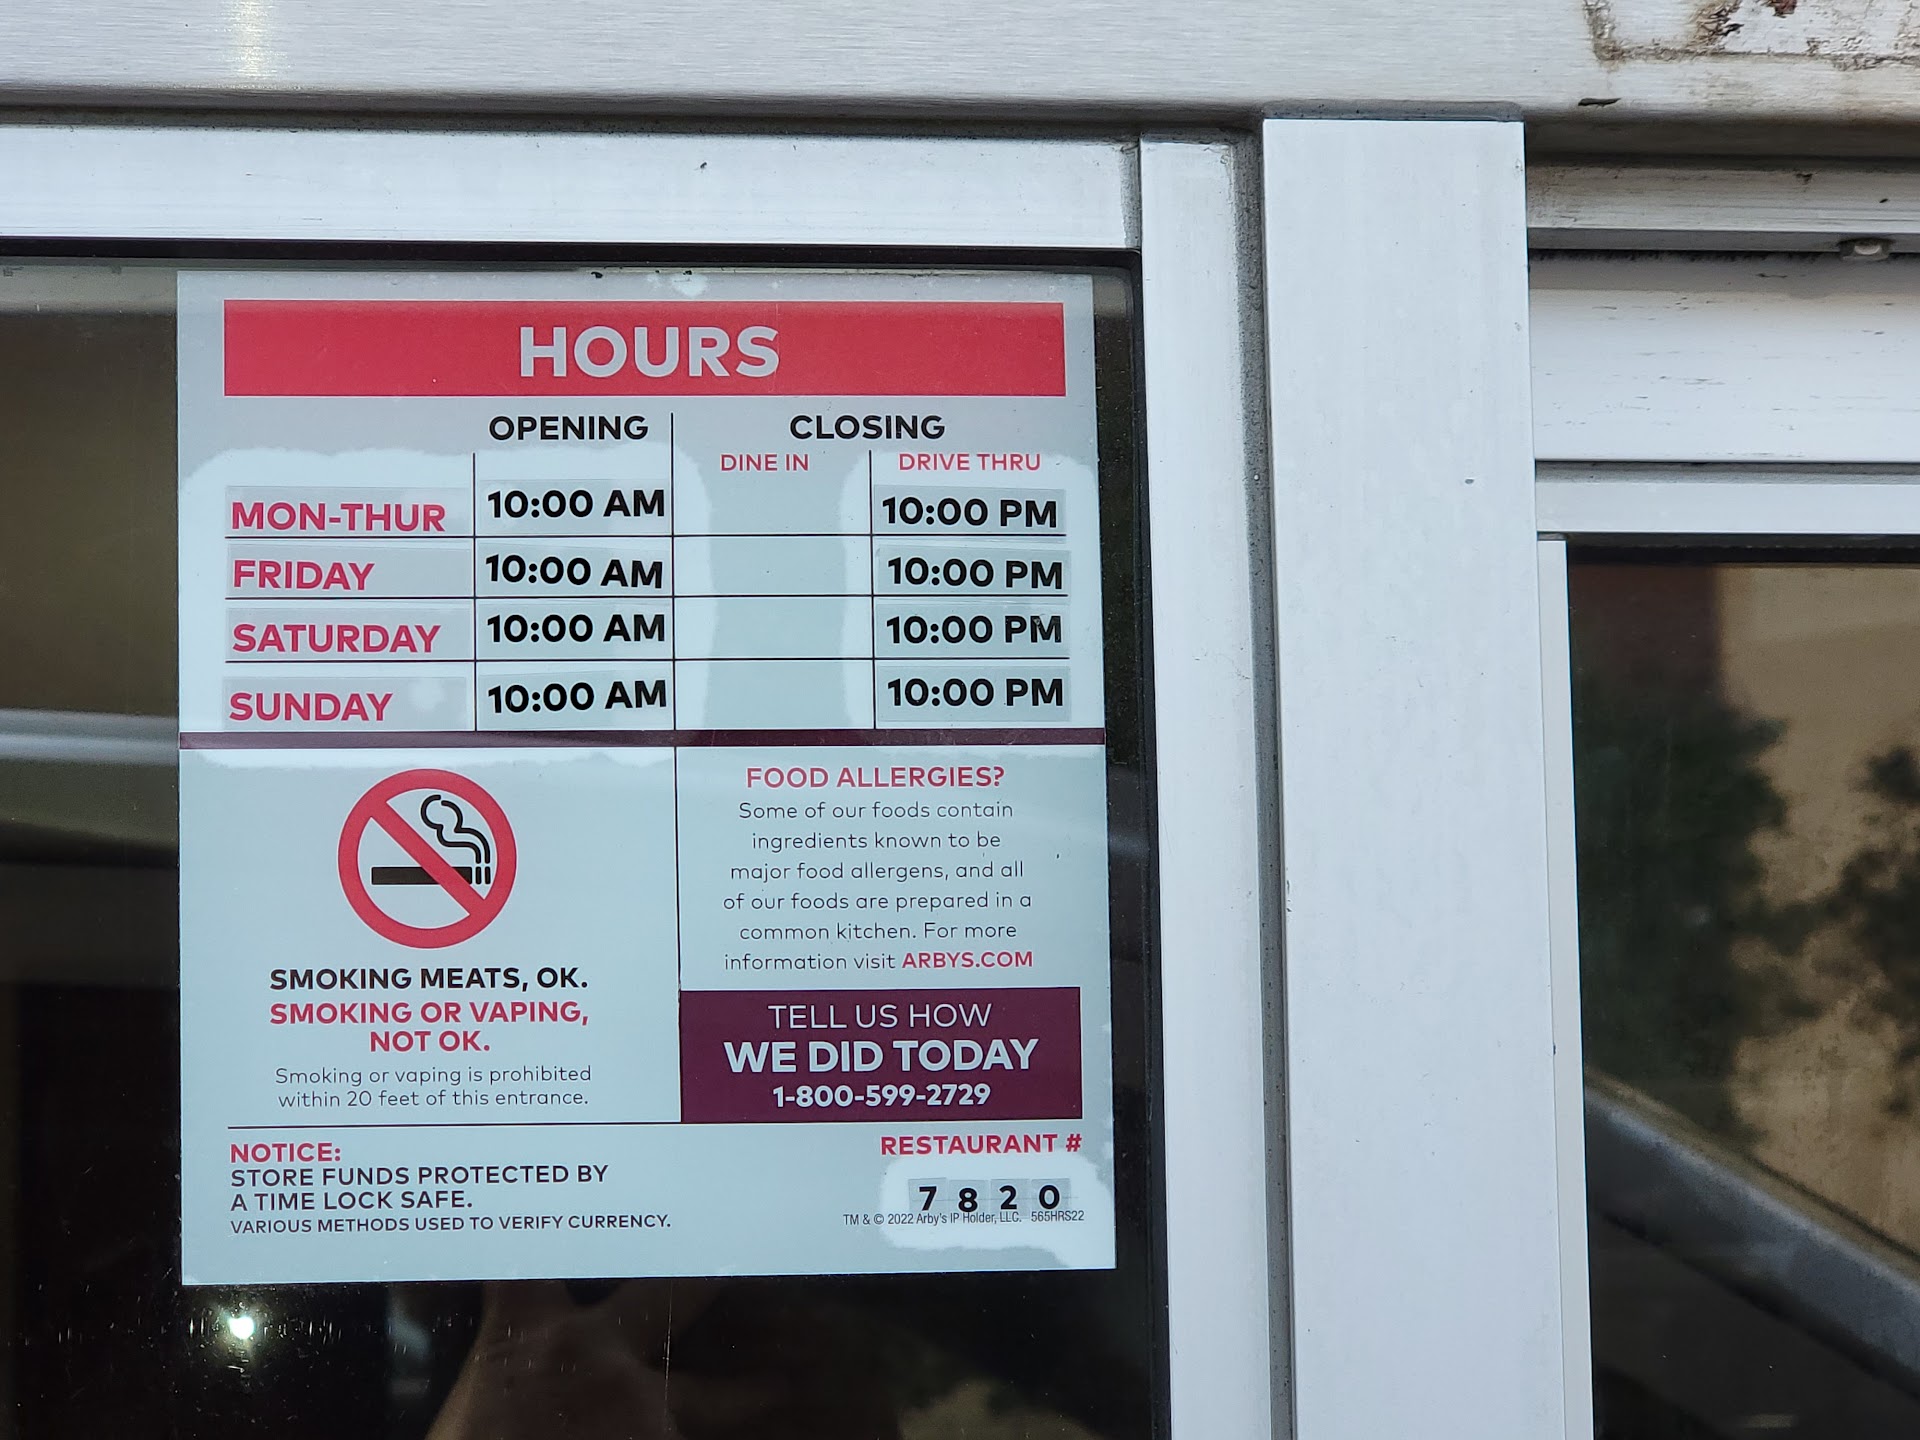 HOURS
OPENING CLOSING
DINE IN DRIVE THRU
MON-THUR 10:00 AM 10:00 PM
FRIDAY 10:00 AM 10:00 PM
SATURDAY 10:00 AM 10:00 PM
SUNDAY 10:00 AM 10:00 PM
SMOKING MEATS, OK.
SMOKING OR VAPING,
NOT OK.
Smoking or vaping is prohibited
within 20 feet of this entrance.
FOOD ALLERGIES?
Some of our foods contain
ingredients known to be
major food allergens, and all
of our foods are prepared in a
common kitchen. For more
information visit ARBYS.COM
TELL US HOW
WE DID TODAY
1-800-599-2729
NOTICE:
STORE FUNDS PROTECTED BY
A TIME LOCK SAFE.
VARIOUS METHODS USED TO VERIFY CURRENCY.
RESTAURANT #
7 8 2 0
TM & © 2022 Arby's IP Holder, LLC. 565HRS22